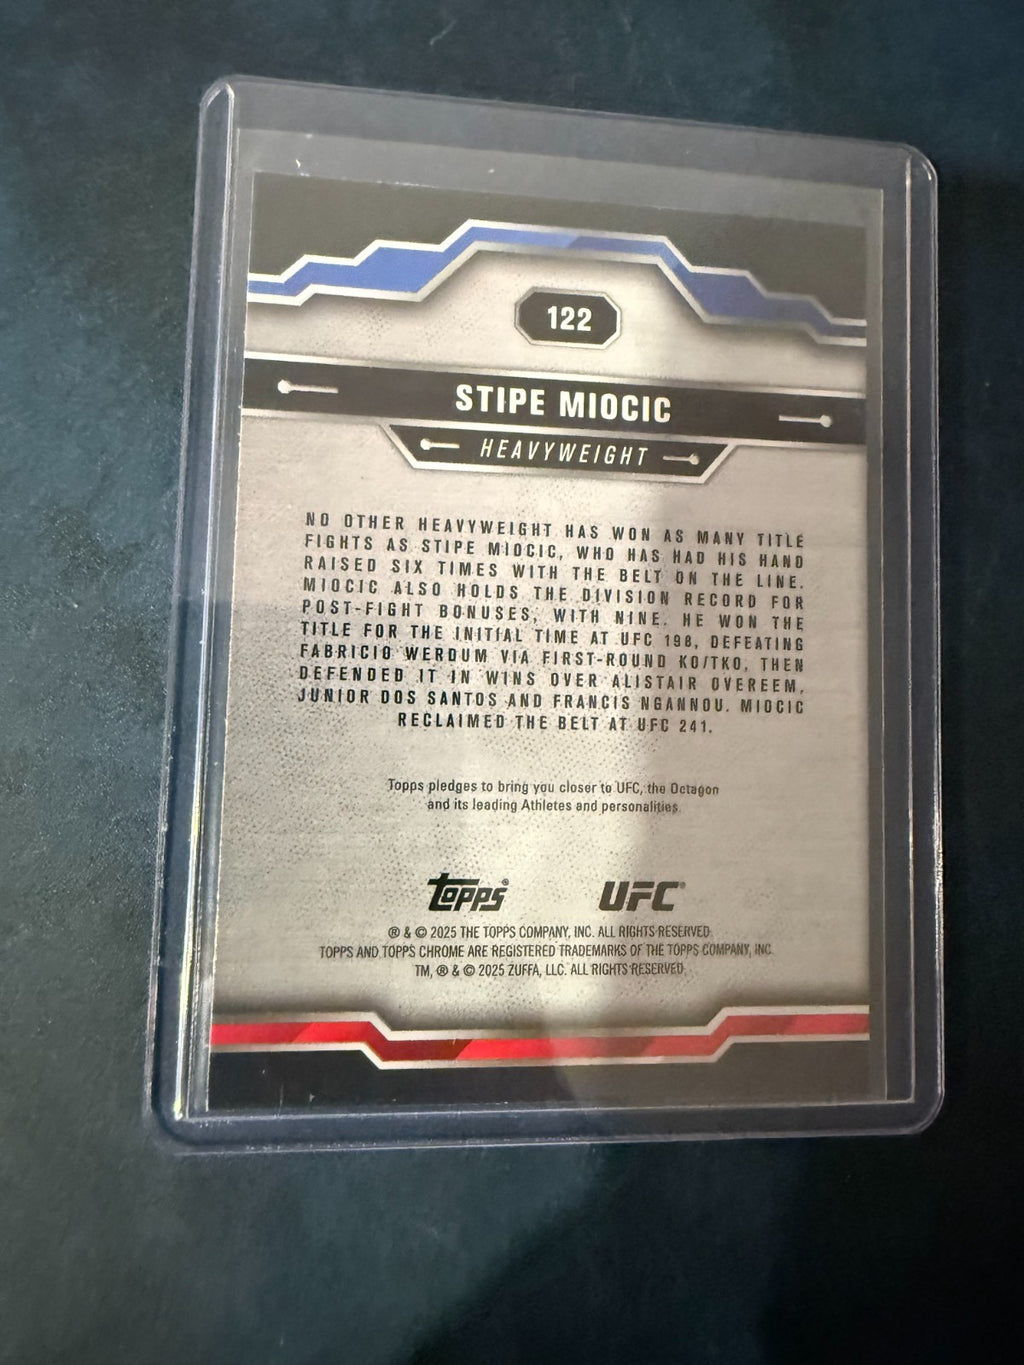 122
STIPE MIOCIC
HEAVYWEIGHT
NO OTHER HEAVYWEIGHT HAS WON AS MANY TITLE
FIGHTS AS STIPE MIOCIC, WHO HAS HAD HIS HAND
RAISED SIX TIMES WITH THE BELT ON THE LINE.
MIOCIC ALSO HOLDS THE DIVISION RECORD FOR
POST-FIGHT BONUSES, WITH NINE. HE WON THE
TITLE FOR THE INITIAL TIME AT UFC 198, DEFEATING
FABRICIO WERDUM VIA FIRST-ROUND KO/TKO, THEN
DEFENDED IT IN WINS OVER ALISTAIR OVEREEM,
JUNIOR DOS SANTOS AND FRANCIS NGANNOU. MIOCIC
RECLAIMED THE BELT AT UFC 241.
Topps pledges to bring you closer to UFC, the Octagon
and its leading Athletes and personalities.
Topps® UFC®
® & © 2025 THE TOPPS COMPANY, INC. ALL RIGHTS RESERVED.
TOPPS AND TOPPS CHROME ARE REGISTERED TRADEMARKS OF THE TOPPS COMPANY, INC.
TM, ® & © 2025 ZUFFA, LLC. ALL RIGHTS RESERVED.